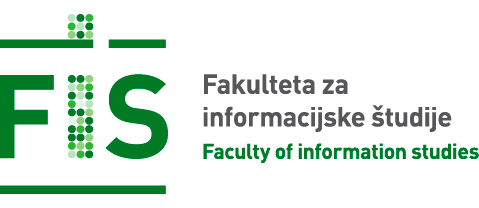 FIS
Fakulteta za
informacijske študije
Faculty of information studies